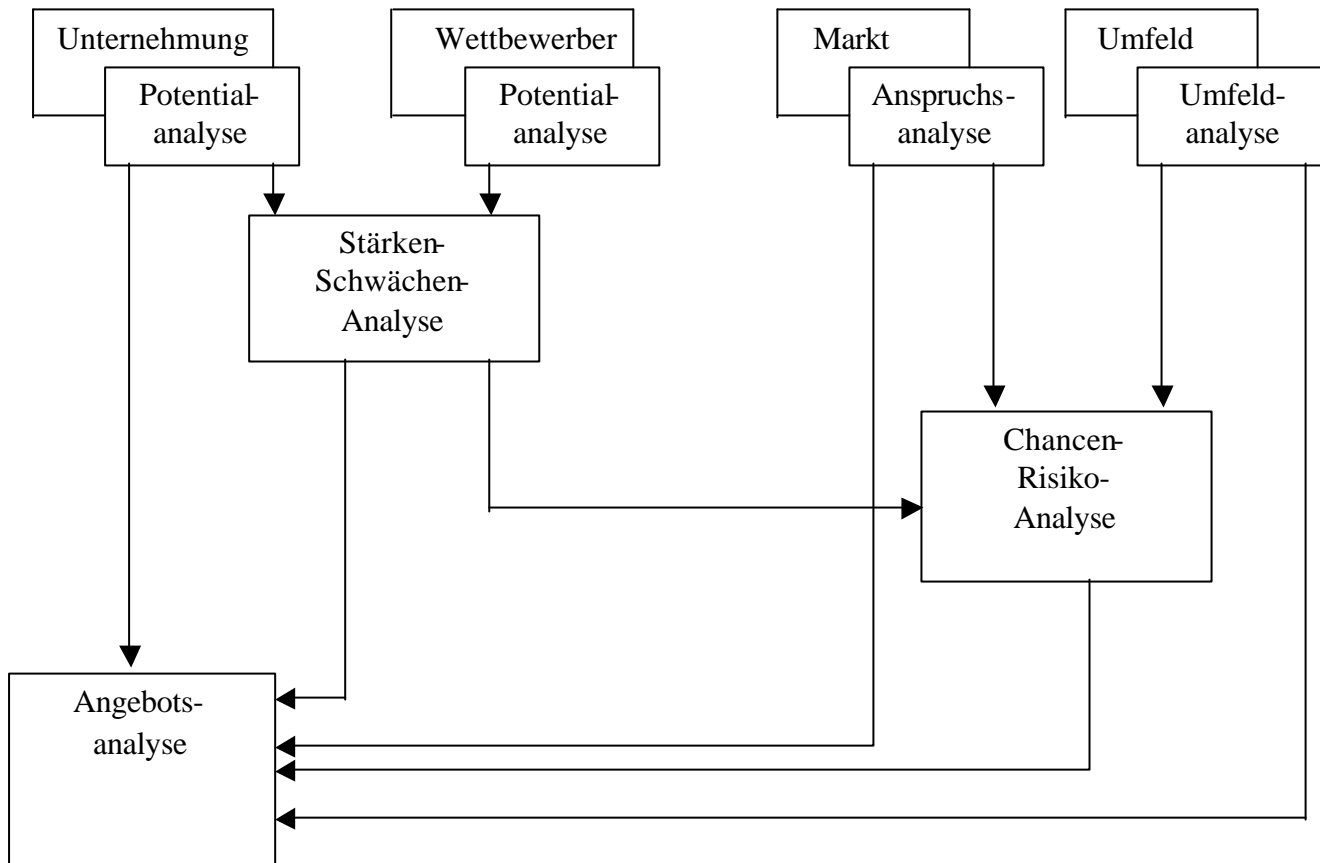 Unternehmung
Potential-
analyse
Wettbewerber
Potential-
analyse
Markt
Anspruchs-
analyse
Umfeld
Umfeld-
analyse
Stärken-
Schwächen-
Analyse
Chancen-
Risiko-
Analyse
Angebots-
analyse